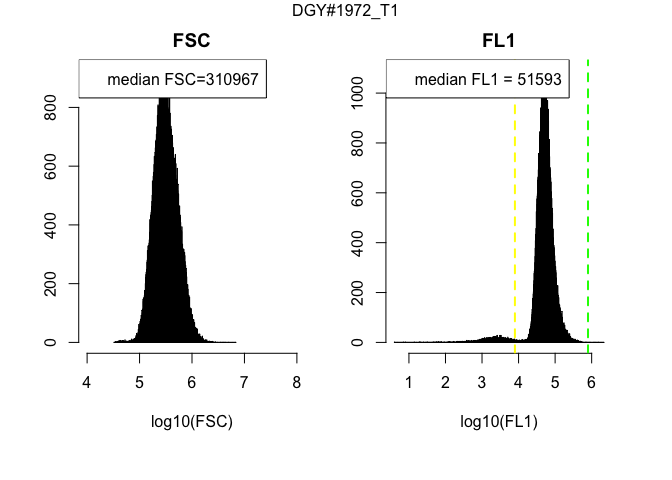 DGY#1972_T1
FSC
median FSC=310967
0
200
400
600
800
4 5 6 7 8
log10(FSC)
FL1
median FL1 = 51593
0
200
400
600
800
1000
1 2 3 4 5 6
log10(FL1)